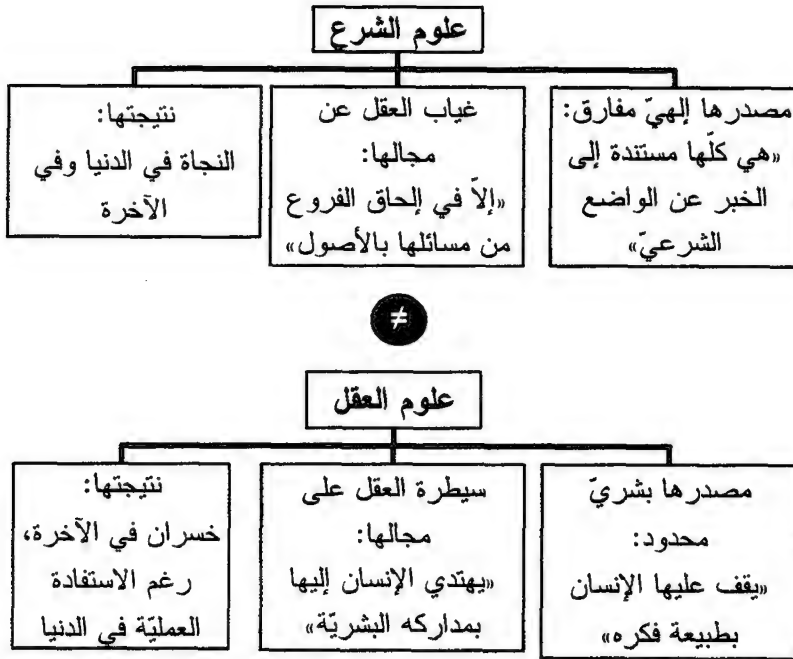 علوم الشرع
مصدرها إلهيّ مفارق:
«هي كلّها مستندة إلى
الخبر عن الواضع
الشرعيّ»
غياب العقل عن
مجالها:
«إلاّ في إلحاق الفروع
من مسائلها بالأصول»
نتيجتها:
النجاة في الدنيا وفي
الآخرة
≠
علوم العقل
مصدرها بشريّ
محدود:
«يقف عليها الإنسان
بطبيعة فكره»
سيطرة العقل على
مجالها:
«يهتدي الإنسان إليها
بمداركه البشريّة»
نتيجتها:
خسران في الآخرة،
رغم الاستفادة
العمليّة في الدنيا